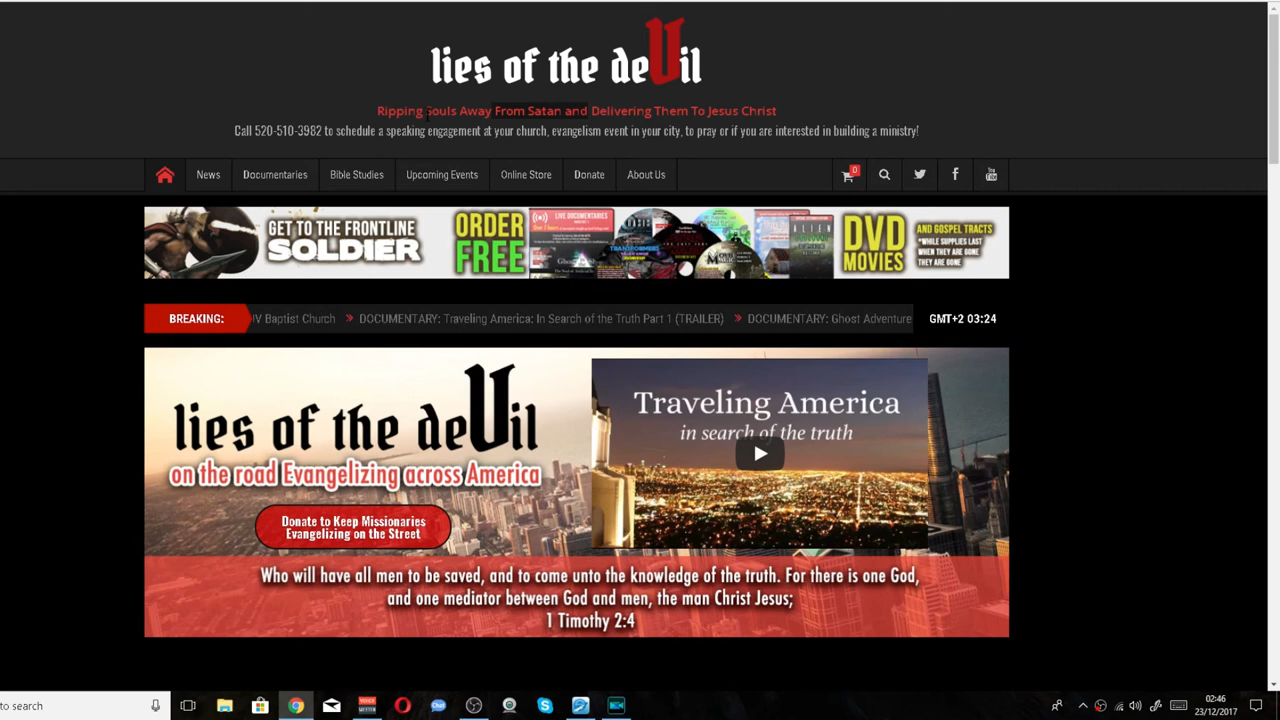 lies of the deVil
Ripping Souls Away From Satan and Delivering Them To Jesus Christ
Call 520-510-3982 to schedule a speaking engagement at your church, evangelism event in your city, to pray or if you are interested in building a ministry!
News Documentaries Bible Studies Upcoming Events Online Store Donate About Us 0
GET TO THE FRONTLINE
SOLDIER
ORDER
FREE
LIVE DOCUMENTARIES
TRANSFORMERS
ALIEN
DVD
MOVIES
AND GOSPEL TRACTS
*WHILE SUPPLIES LAST
WHEN THEY ARE GONE
THEY ARE GONE
BREAKING: IV Baptist Church » DOCUMENTARY: Traveling America: In Search of the Truth Part 1 (TRAILER) » DOCUMENTARY: Ghost Adventure GMT+2 03:24
lies of the deVil
on the road Evangelizing across America
Donate to Keep Missionaries
Evangelizing on the Street
Traveling America
in search of the truth
Who will have all men to be saved, and to come unto the knowledge of the truth. For there is one God,
and one mediator between God and men, the man Christ Jesus;
1 Timothy 2:4
to search
02:46
23/12/2017